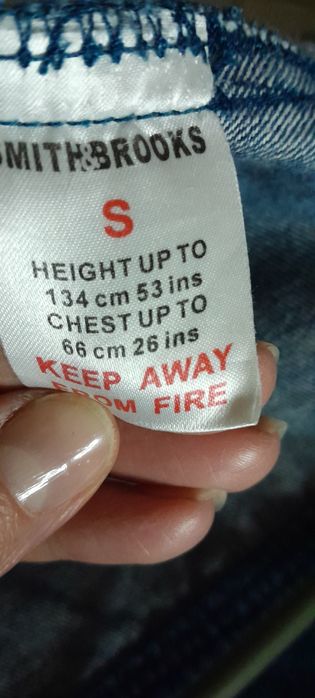 SMITH&BROOKS
S
HEIGHT UP TO
134 cm 53 ins
CHEST UP TO
66 cm 26 ins
KEEP AWAY
FROM FIRE